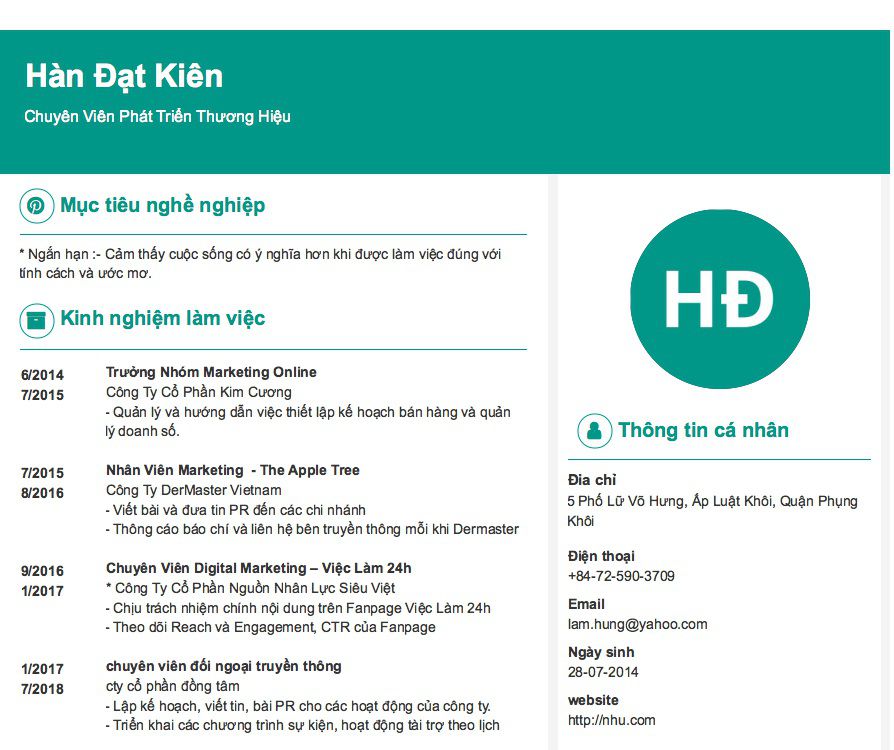 Hàn Đạt Kiên
Chuyên Viên Phát Triển Thương Hiệu
Mục tiêu nghề nghiệp
* Ngắn hạn :- Cảm thấy cuộc sống có ý nghĩa hơn khi được làm việc đúng với
tính cách và ước mơ.
Kinh nghiệm làm việc
6/2014
7/2015
Trưởng Nhóm Marketing Online
Công Ty Cổ Phần Kim Cương
- Quản lý và hướng dẫn việc thiết lập kế hoạch bán hàng và quản
lý doanh số.
7/2015
8/2016
Nhân Viên Marketing - The Apple Tree
Công Ty DerMaster Vietnam
- Viết bài và đưa tin PR đến các chi nhánh
- Thông cáo báo chí và liên hệ bên truyền thông mỗi khi Dermaster
9/2016
1/2017
Chuyên Viên Digital Marketing – Việc Làm 24h
* Công Ty Cổ Phần Nguồn Nhân Lực Siêu Việt
- Chịu trách nhiệm chính nội dung trên Fanpage Việc Làm 24h
- Theo dõi Reach và Engagement, CTR của Fanpage
1/2017
7/2018
chuyên viên đối ngoại truyền thông
cty cổ phần đồng tâm
- Lập kế hoạch, viết tin, bài PR cho các hoạt động của công ty.
- Triển khai các chương trình sự kiện, hoạt động tài trợ theo lịch
HĐ
Thông tin cá nhân
Đia chỉ
5 Phố Lữ Võ Hưng, Ấp Luật Khôi, Quận Phụng
Khôi
Điện thoại
+84-72-590-3709
Email
lam.hung@yahoo.com
Ngày sinh
28-07-2014
website
http://nhu.com